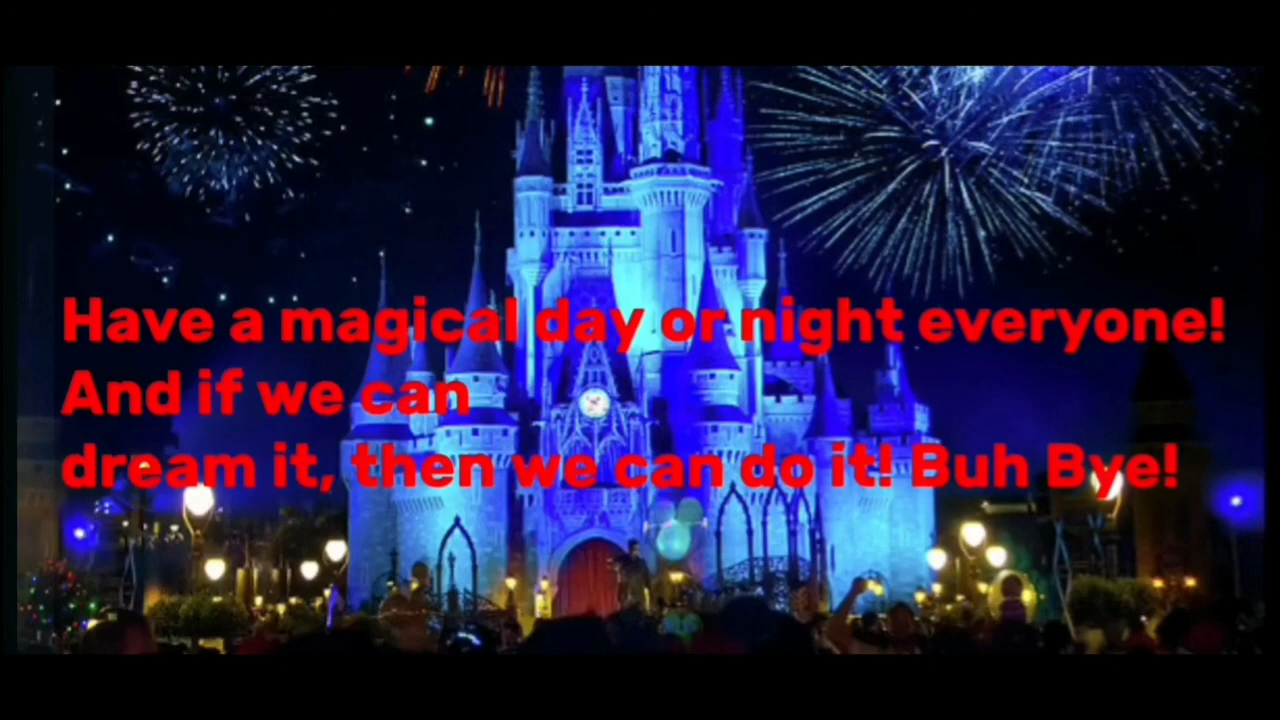 Have a magical day or night everyone!
And if we can
dream it, then we can do it! Buh Bye!